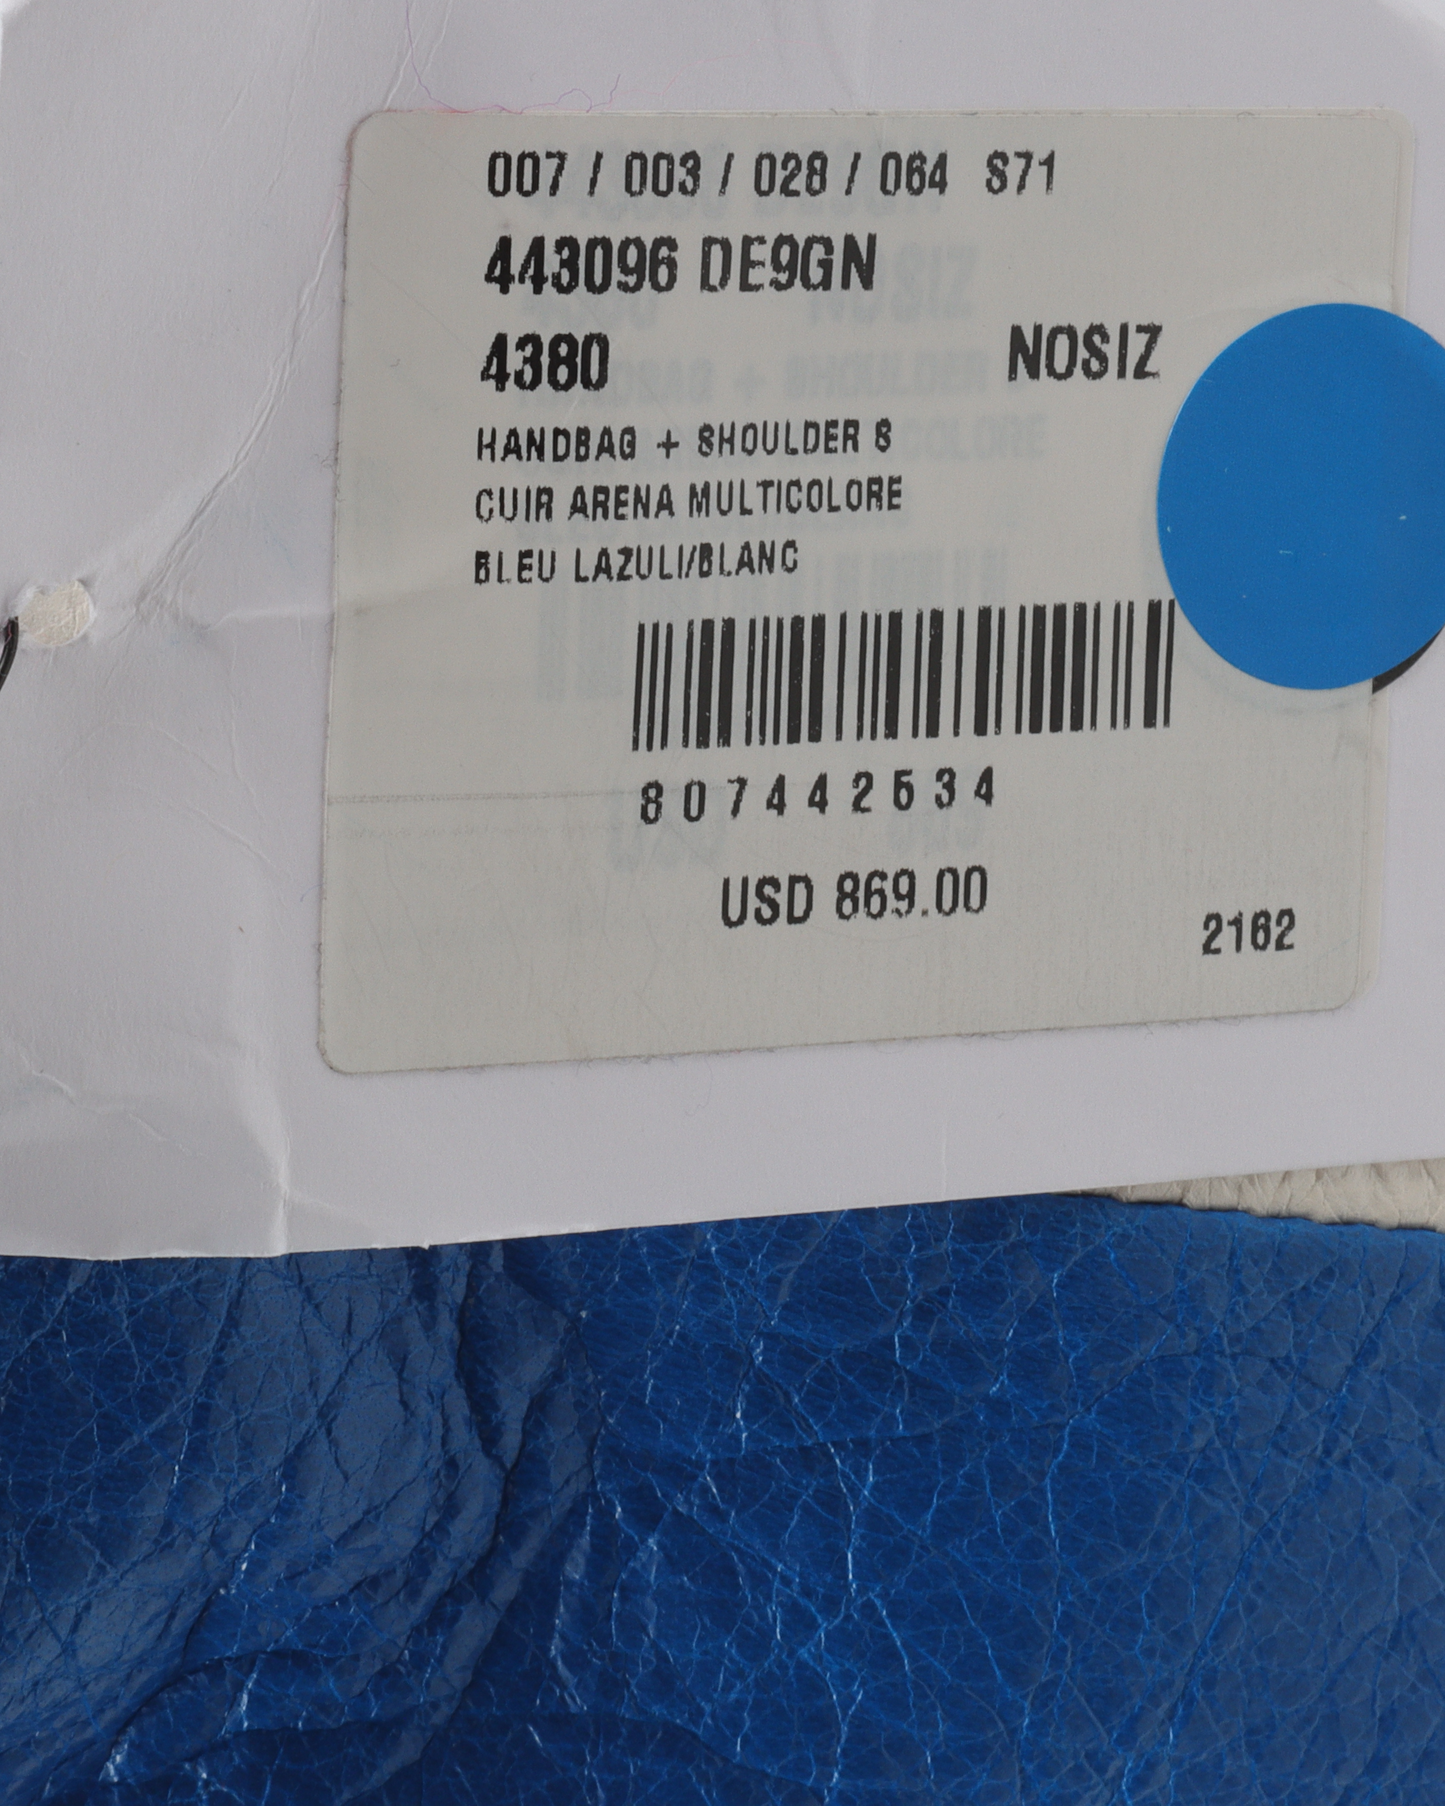 007 / 003 / 028 / 064 S71
443096 DE9GN
4380 NOSIZ
HANDBAG + SHOULDER S
CUIR ARENA MULTICOLORE
BLEU LAZULI/BLANC
807442534
USD 869.00
2162